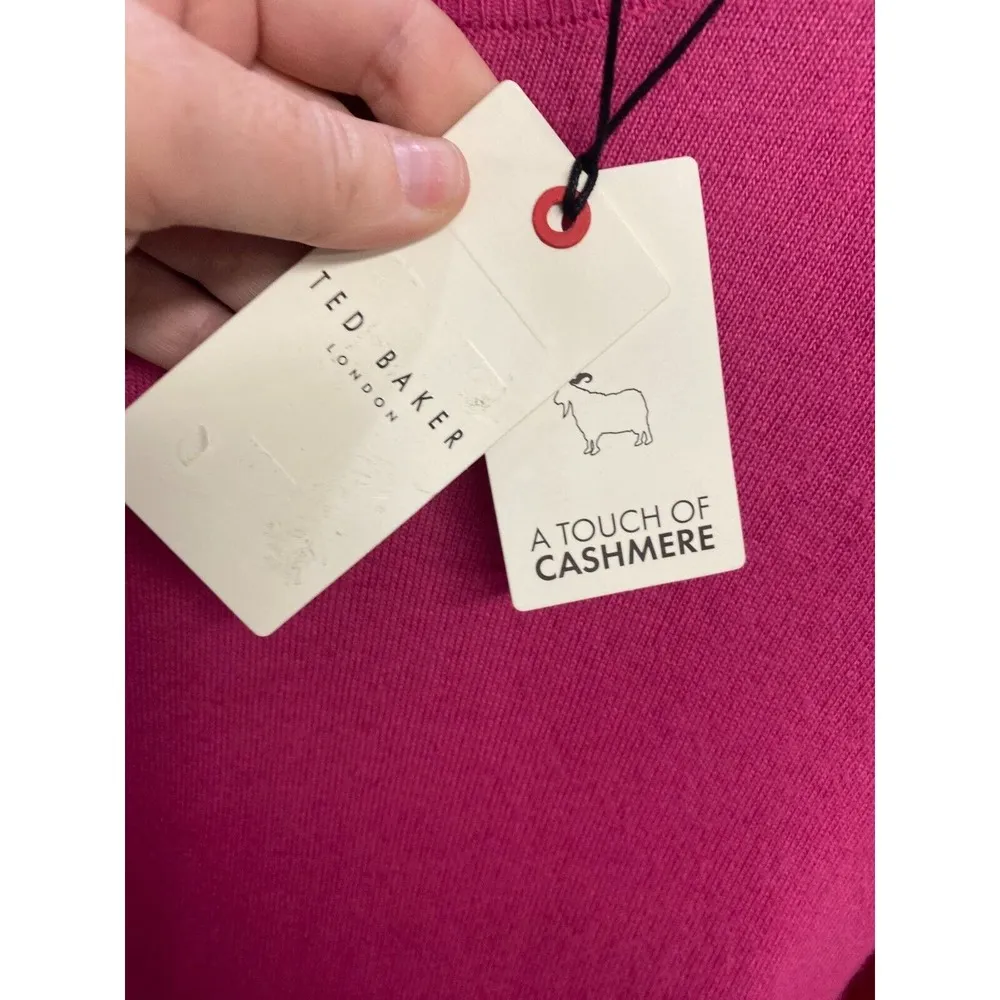 TED BAKER
LONDON
A TOUCH OF
CASHMERE